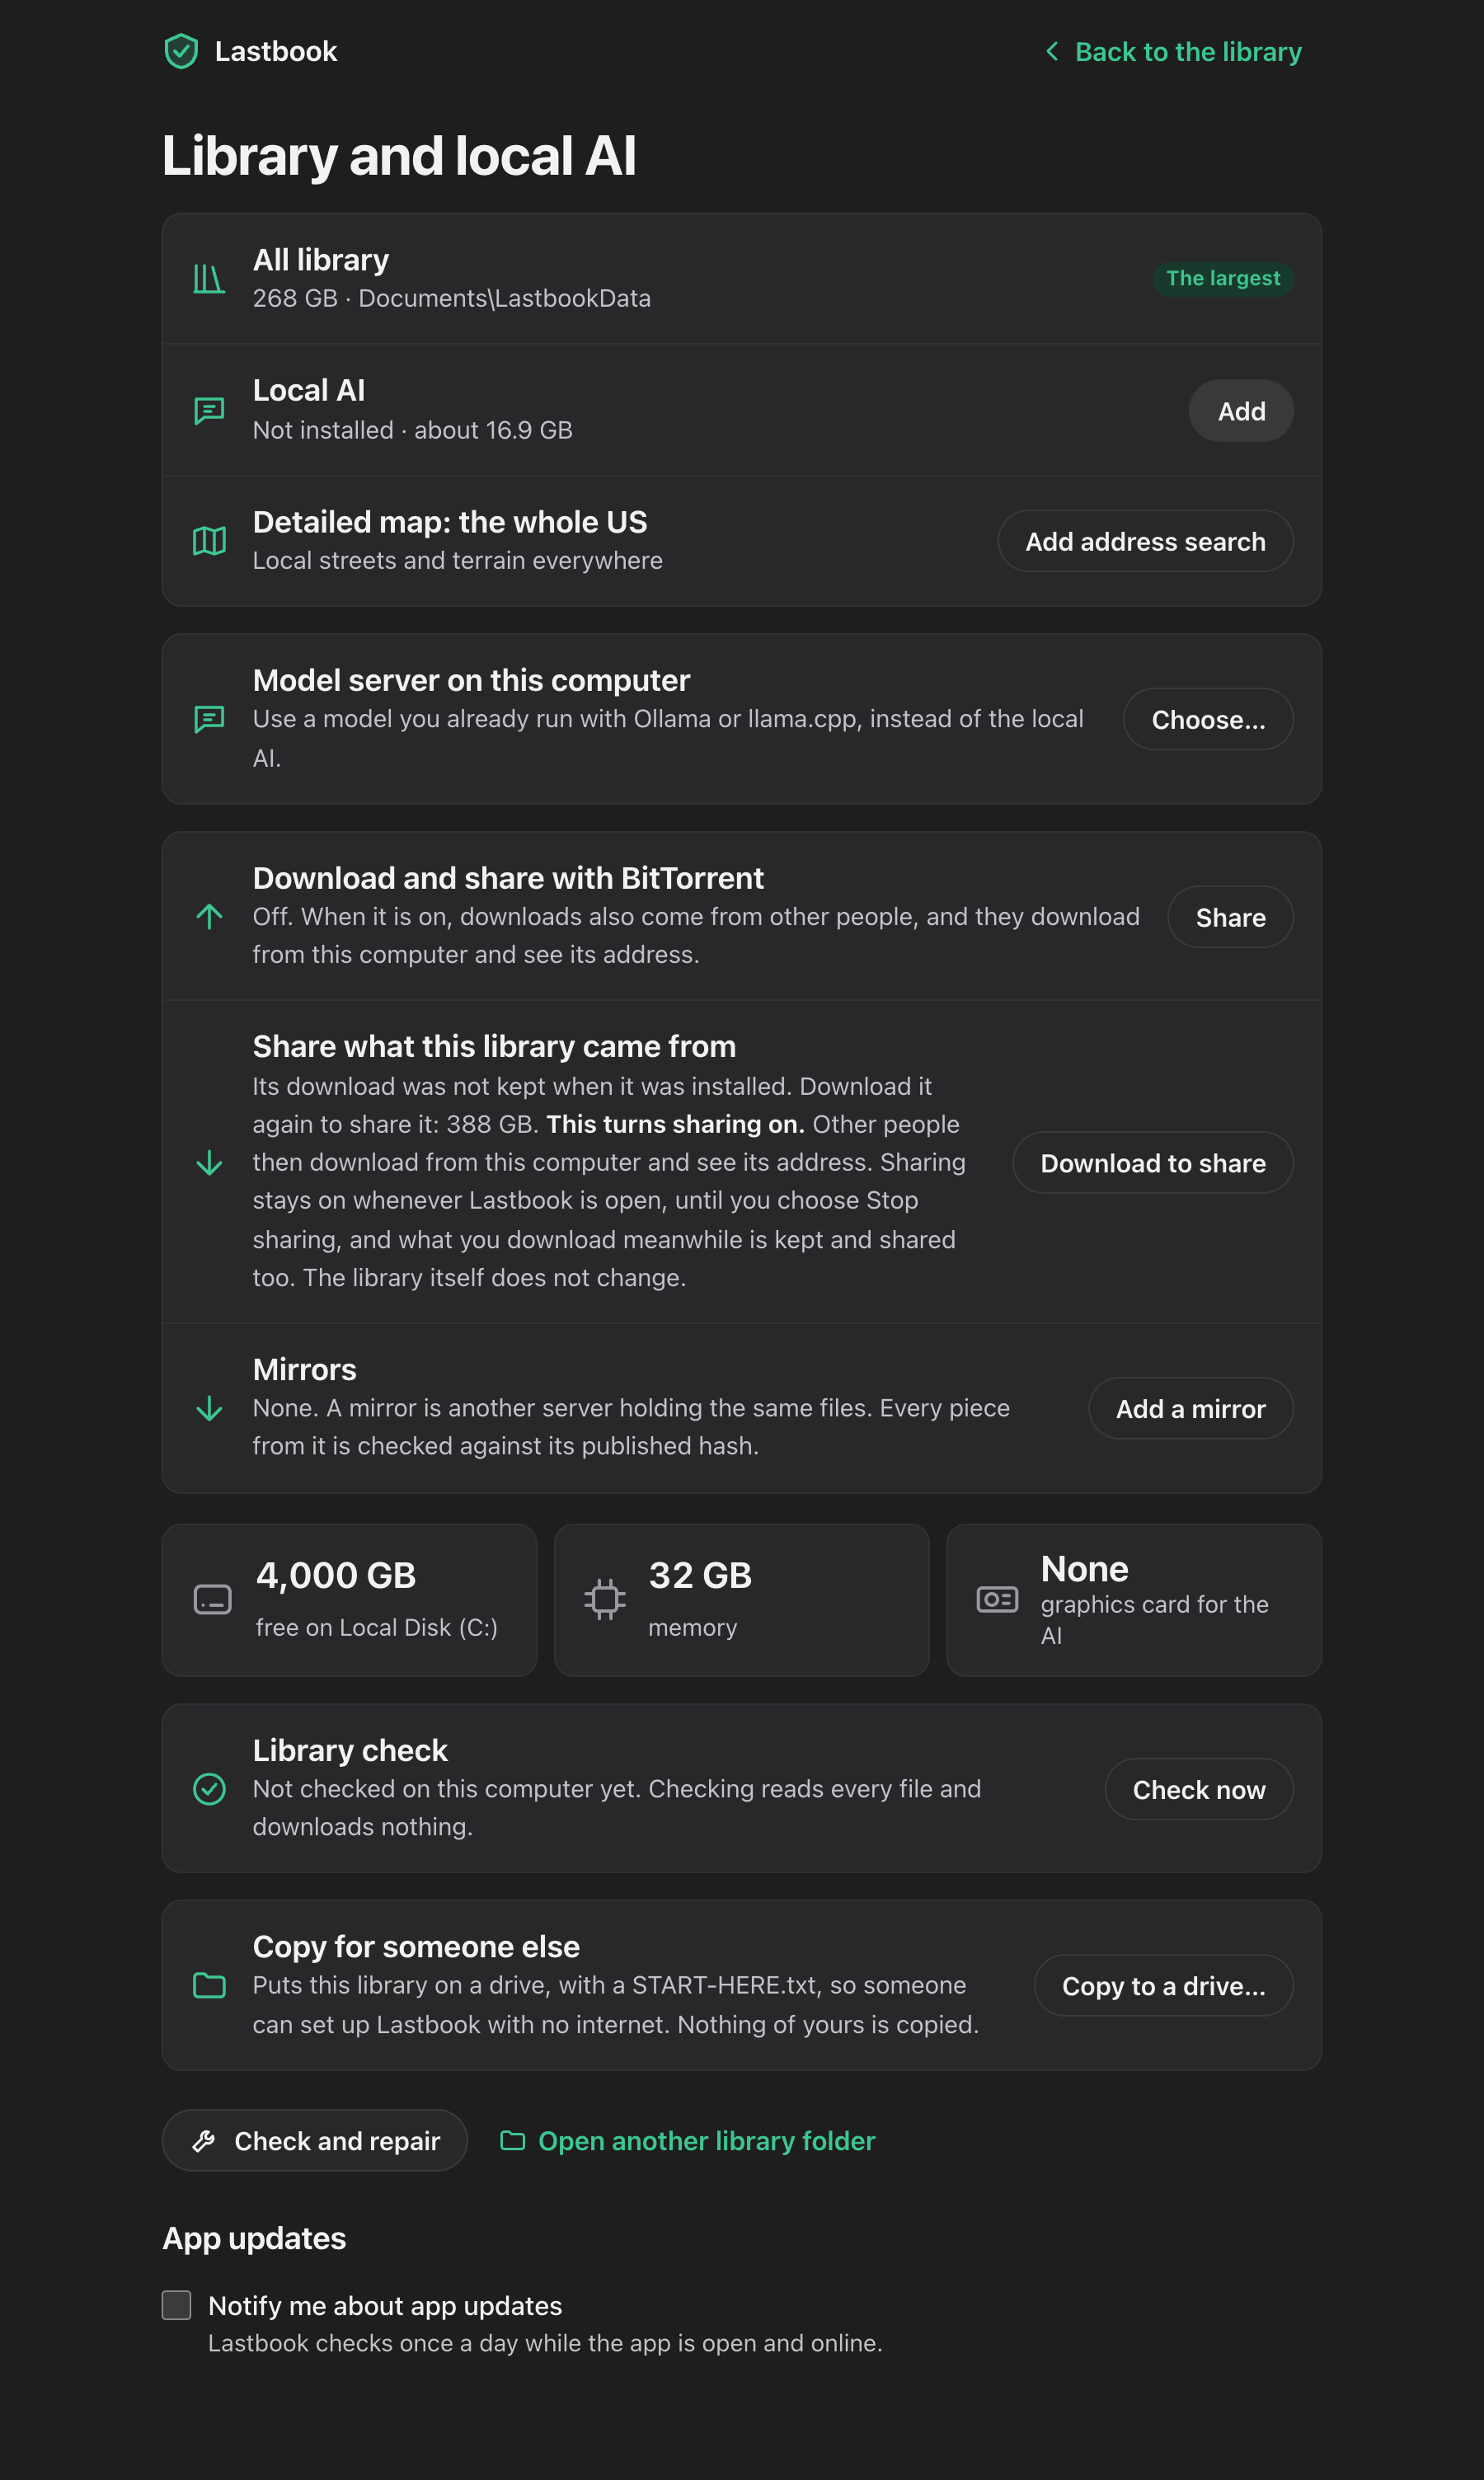 Lastbook
Back to the library
Library and local AI
All library
268 GB · Documents\LastbookData
The largest
Local AI
Not installed · about 16.9 GB
Add
Detailed map: the whole US
Local streets and terrain everywhere
Add address search
Model server on this computer
Use a model you already run with Ollama or llama.cpp, instead of the local
AI.
Choose...
Download and share with BitTorrent
Off. When it is on, downloads also come from other people, and they download
from this computer and see its address.
Share
Share what this library came from
Its download was not kept when it was installed. Download it
again to share it: 388 GB. This turns sharing on. Other people
then download from this computer and see its address. Sharing
stays on whenever Lastbook is open, until you choose Stop
sharing, and what you download meanwhile is kept and shared
too. The library itself does not change.
Download to share
Mirrors
None. A mirror is another server holding the same files. Every piece
from it is checked against its published hash.
Add a mirror
4,000 GB
free on Local Disk (C:)
32 GB
memory
None
graphics card for the
AI
Library check
Not checked on this computer yet. Checking reads every file and
downloads nothing.
Check now
Copy for someone else
Puts this library on a drive, with a START-HERE.txt, so someone
can set up Lastbook with no internet. Nothing of yours is copied.
Copy to a drive...
Check and repair
Open another library folder
App updates
Notify me about app updates
Lastbook checks once a day while the app is open and online.